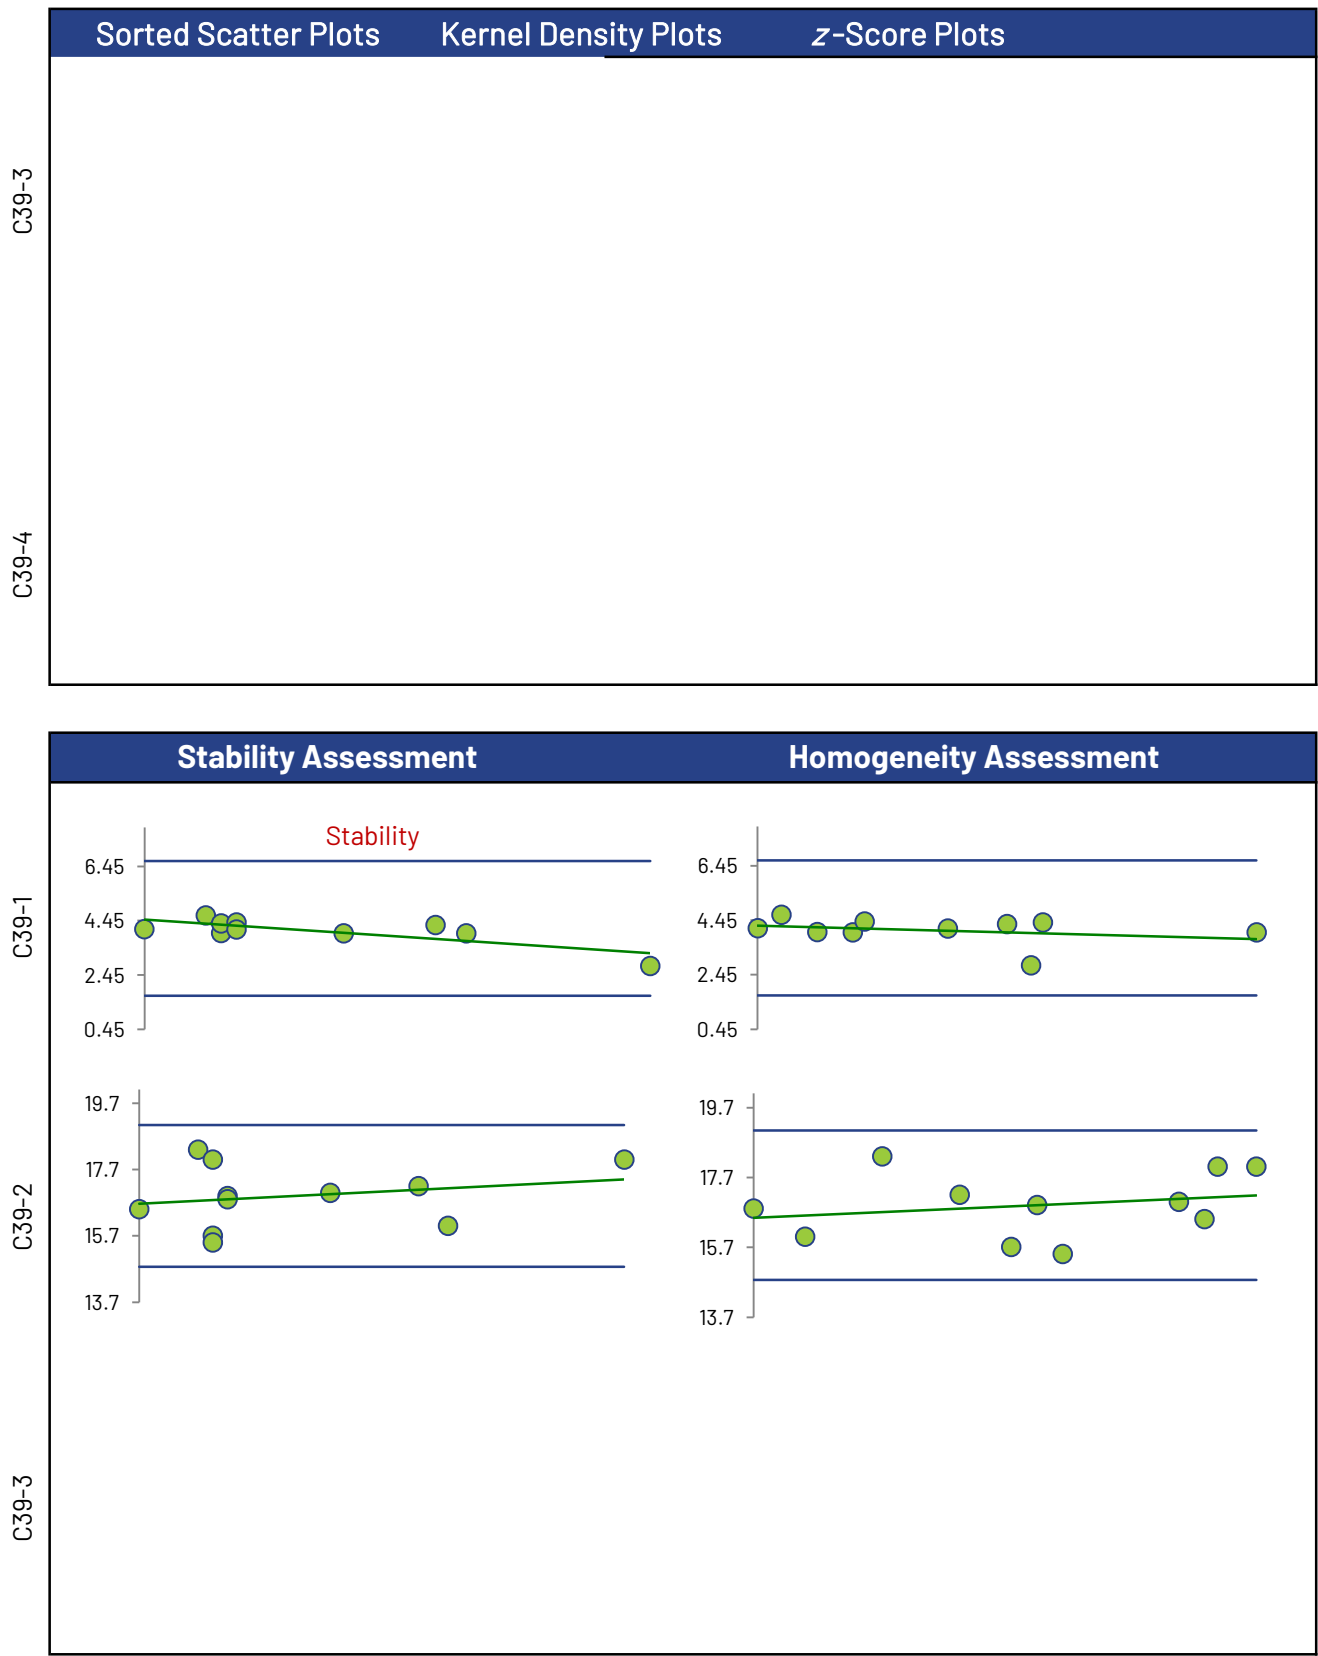 Sorted Scatter Plots Kernel Density Plots z-Score Plots
C39-3
C39-4
Stability Assessment Homogeneity Assessment
C39-1
Stability
6.45
4.45
2.45
0.45
6.45
4.45
2.45
0.45
C39-2
19.7
17.7
15.7
13.7
19.7
17.7
15.7
13.7
C39-3